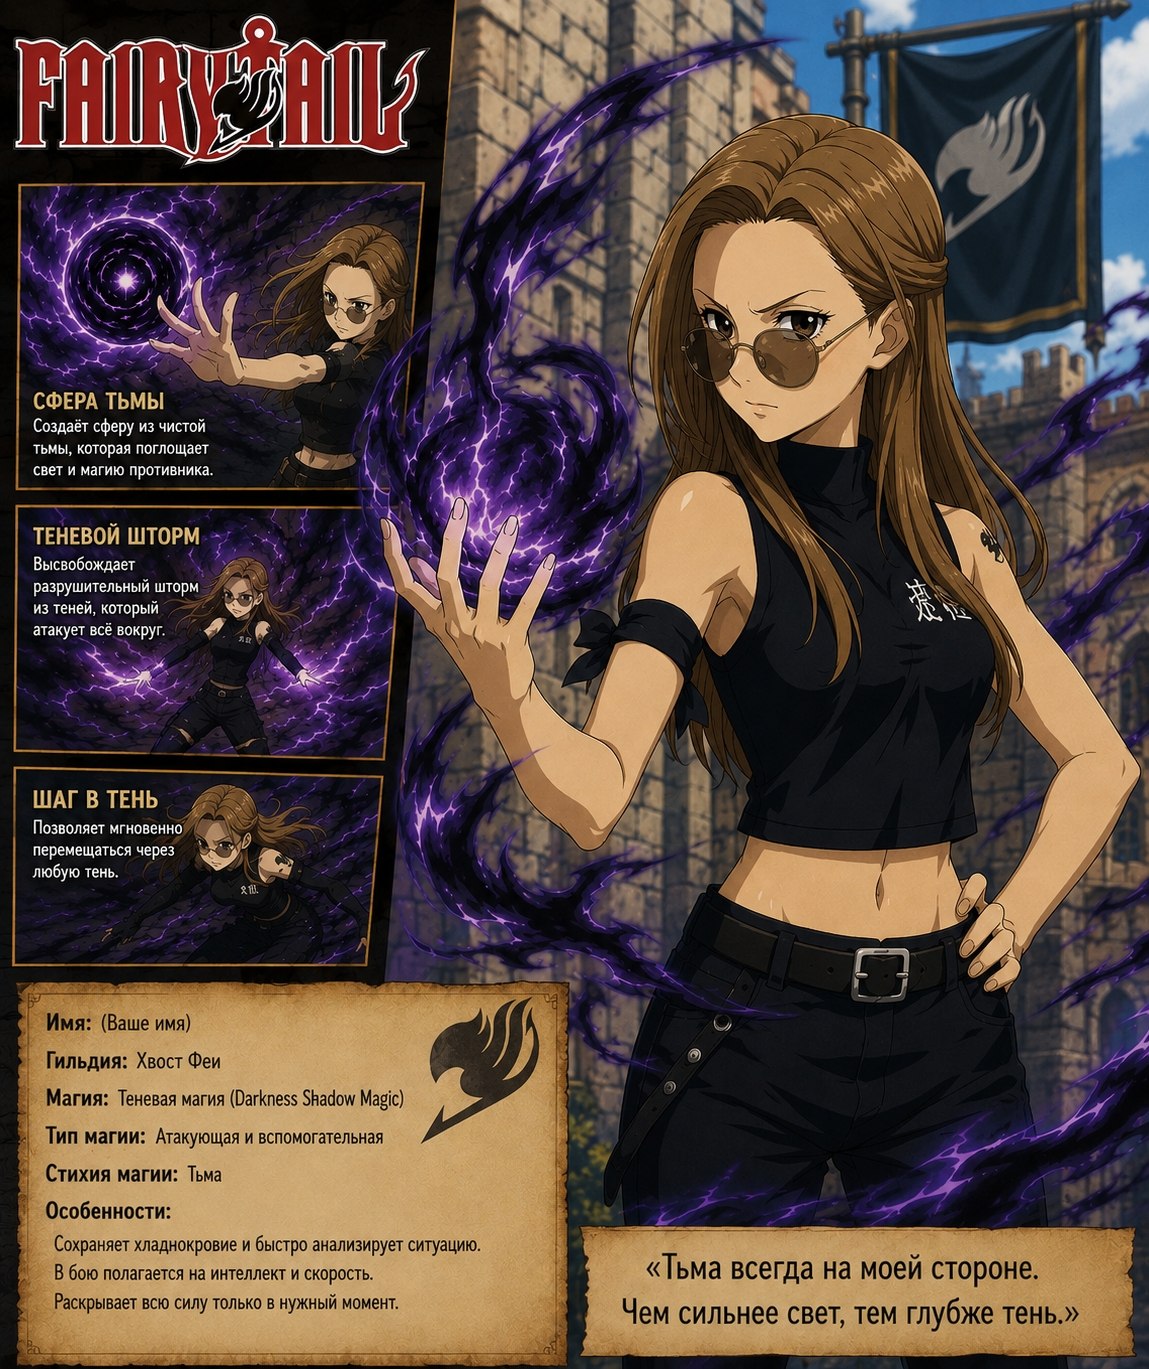 FAIRY TAIL
СФЕРА ТЬМЫ
Создаёт сферу из чистой
тьмы, которая поглощает
свет и магию противника.
ТЕНЕВОЙ ШТОРМ
Высвобождает
разрушительный шторм
из теней, который
атакует всё вокруг.
ШАГ В ТЕНЬ
Позволяет мгновенно
перемещаться через
любую тень.
Имя: (Ваше имя)
Гильдия: Хвост Феи
Магия: Теневая магия (Darkness Shadow Magic)
Тип магии: Атакующая и вспомогательная
Стихия магии: Тьма
Особенности:
Сохраняет хладнокровие и быстро анализирует ситуацию.
В бою полагается на интеллект и скорость.
Раскрывает всю силу только в нужный момент.
«Тьма всегда на моей стороне.
Чем сильнее свет, тем глубже тень.»